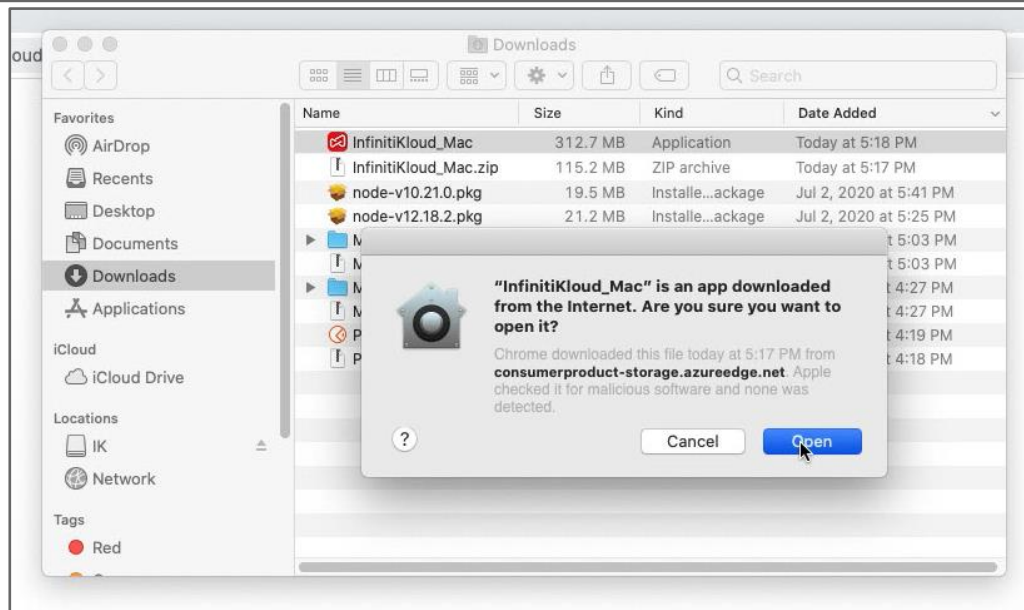 oud
Downloads
Search
Favorites
AirDrop
Recents
Desktop
Documents
Downloads
Applications
iCloud
iCloud Drive
Locations
IK
Network
Tags
Red
Name Size Kind Date Added
InfinitiKloud_Mac 312.7 MB Application Today at 5:18 PM
InfinitiKloud_Mac.zip 115.2 MB ZIP archive Today at 5:17 PM
node-v10.21.0.pkg 19.5 MB Installe...ackage Jul 2, 2020 at 5:41 PM
node-v12.18.2.pkg 21.2 MB Installe...ackage Jul 2, 2020 at 5:25 PM
M t 5:03 PM
M t 5:03 PM
M t 4:27 PM
M t 4:27 PM
P t 4:19 PM
P t 4:18 PM
"InfinitiKloud_Mac" is an app downloaded
from the Internet. Are you sure you want to
open it?
Chrome downloaded this file today at 5:17 PM from
consumerproduct-storage.azureedge.net. Apple
checked it for malicious software and none was
detected.
? Cancel Open